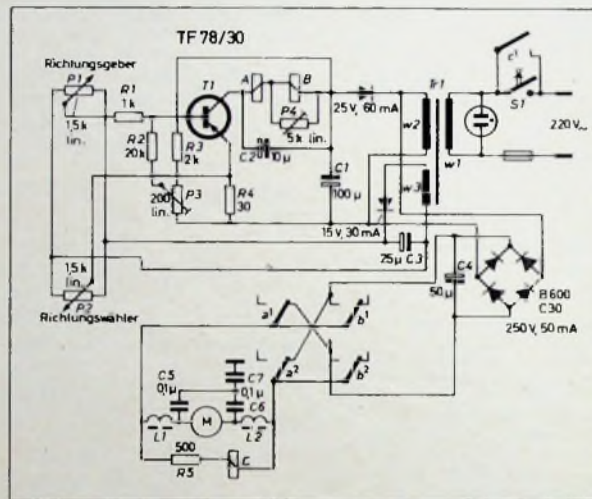 TF 78/30
Richtungsgeber
P1
1,5k
lin.
R1
1k
R2
20k
R3
2k
T1
A
B
P4
5k lin.
C2
10µ
25V, 60mA
Tr1
w2
w1
w3
c1
S1
220V~
P3
200
lin.
R4
30
C1
100µ
15V, 30mA
25µ C3
1,5k
lin.
P2
Richtungswähler
C4
50µ
B600
C30
250V, 50mA
a1
b1
a2
b2
C5
0,1µ
C7
0,1µ
C6
L1
M
L2
500
R5
C